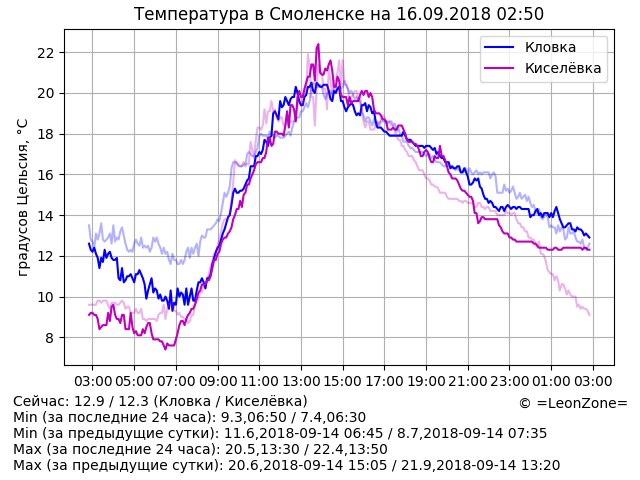 Температура в Смоленске на 16.09.2018 02:50
Кловка
Киселёвка
градусов Цельсия, °C
22
20
18
16
14
12
10
8
03:00 05:00 07:00 09:00 11:00 13:00 15:00 17:00 19:00 21:00 23:00 01:00 03:00
Сейчас: 12.9 / 12.3 (Кловка / Киселёвка)
© =LeonZone=
Min (за последние 24 часа): 9.3,06:50 / 7.4,06:30
Min (за предыдущие сутки): 11.6,2018-09-14 06:45 / 8.7,2018-09-14 07:35
Max (за последние 24 часа): 20.5,13:30 / 22.4,13:50
Max (за предыдущие сутки): 20.6,2018-09-14 15:05 / 21.9,2018-09-14 13:20